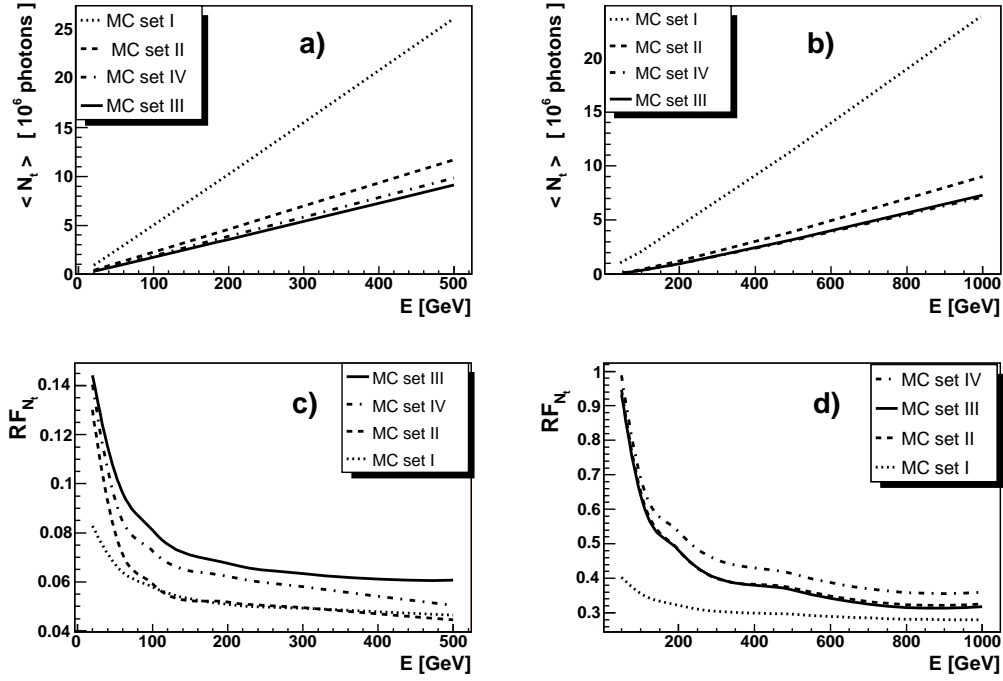 a)
MC set I
MC set II
MC set IV
MC set III
< N_t > [ 10^6 photons]
25
20
15
10
5
0
0 100 200 300 400 500
E [GeV]
b)
MC set I
MC set II
MC set IV
MC set III
< N_t > [ 10^6 photons]
20
15
10
5
0
200 400 600 800 1000
E [GeV]
c)
MC set III
MC set IV
MC set II
MC set I
RF_{N_t}
0.14
0.12
0.1
0.08
0.06
0.04
0 100 200 300 400 500
E [GeV]
d)
MC set IV
MC set III
MC set II
MC set I
RF_{N_t}
1
0.9
0.8
0.7
0.6
0.5
0.4
0.3
200 400 600 800 1000
E [GeV]